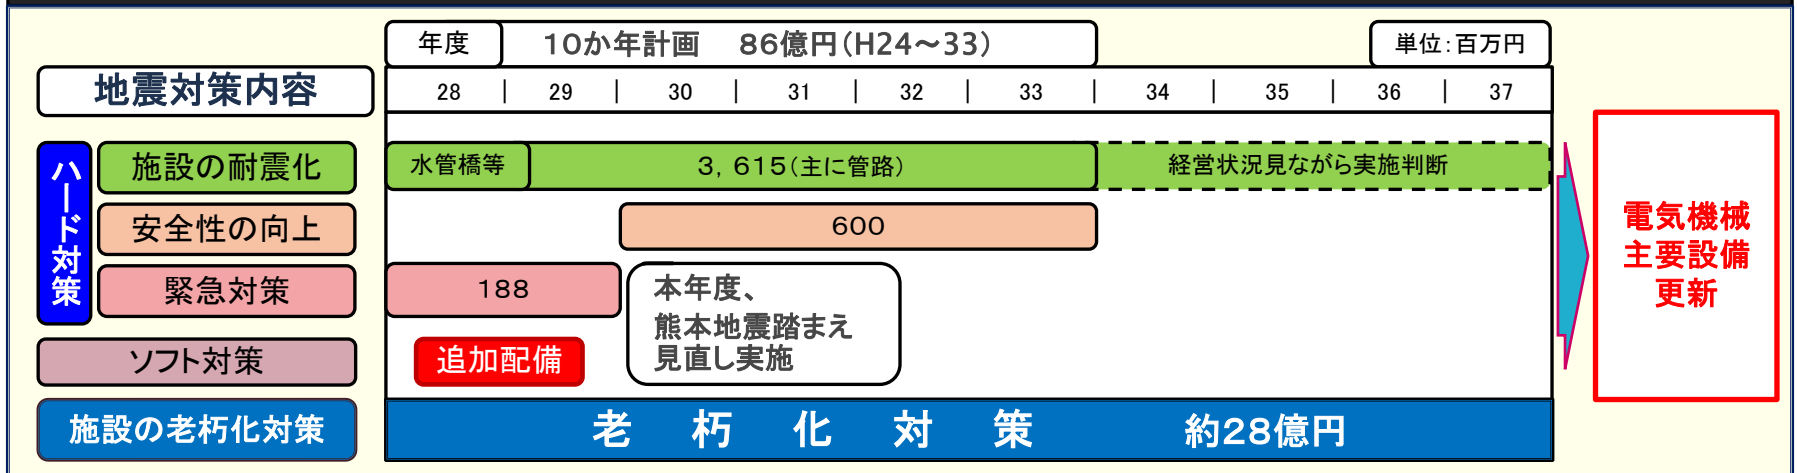 年度
10か年計画　86億円（H24～33）
単位：百万円
地震対策内容
28 | 29 | 30 | 31 | 32 | 33 | 34 | 35 | 36 | 37
ハード対策
施設の耐震化
水管橋等
3，615（主に管路）
経営状況見ながら実施判断
安全性の向上
600
緊急対策
188
本年度、
熊本地震踏まえ
見直し実施
ソフト対策
追加配備
施設の老朽化対策
老朽化対策　約28億円
電気機械
主要設備
更新